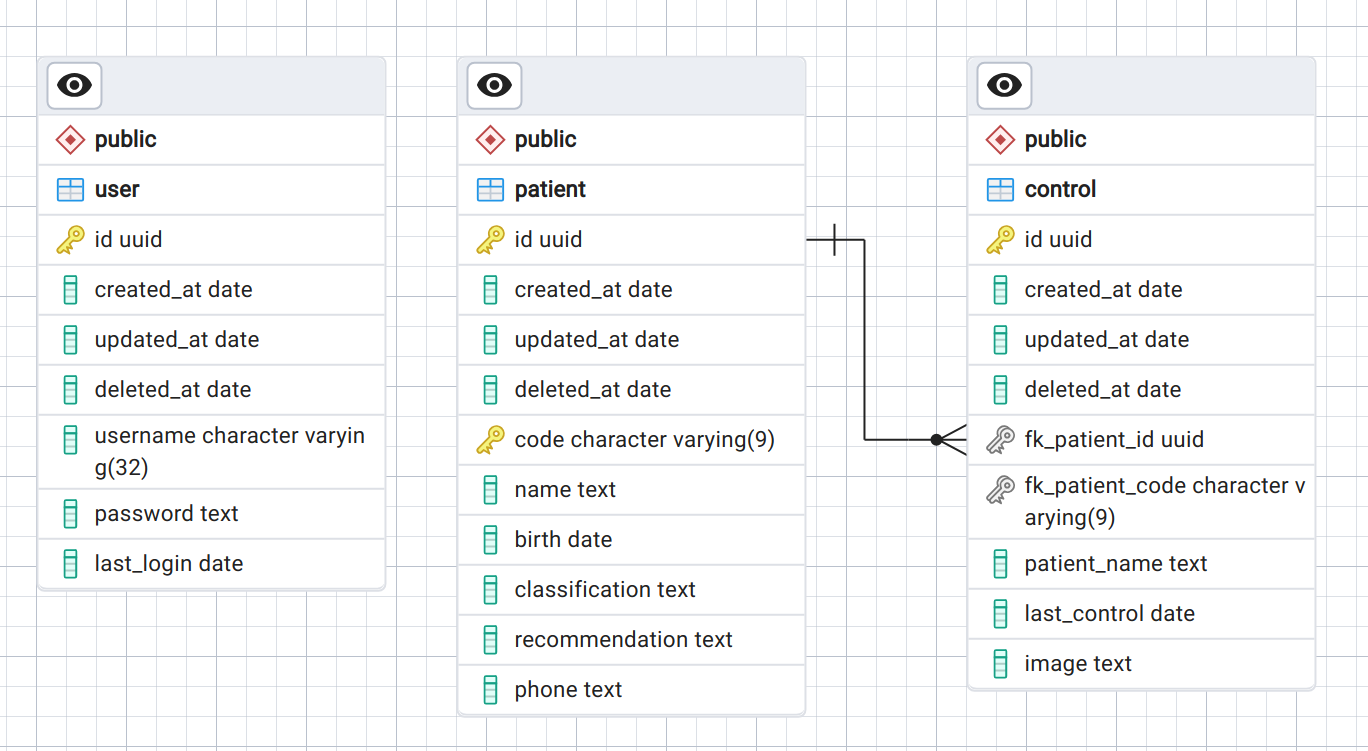 public
user
id uuid
created_at date
updated_at date
deleted_at date
username character varyin
g(32)
password text
last_login date
public
patient
id uuid
created_at date
updated_at date
deleted_at date
code character varying(9)
name text
birth date
classification text
recommendation text
phone text
public
control
id uuid
created_at date
updated_at date
deleted_at date
fk_patient_id uuid
fk_patient_code character v
arying(9)
patient_name text
last_control date
image text